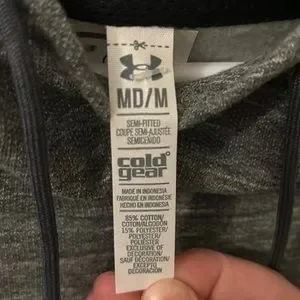 MD/M
SEMI-FITTED
COUPE SEMI-AJUSTÉE
SEMICEÑIDO
cold
gear
MADE IN INDONESIA
FABRIQUÉ EN INDONÉSIE
HECHO EN INDONESIA
85% COTTON/
COTON/ALGODÓN
15% POLYESTER/
POLYESTER/
POLIÉSTER
EXCLUSIVE OF
DECORATION/
SAUF DÉCORATION/
EXCEPTO
DECORACIÓN